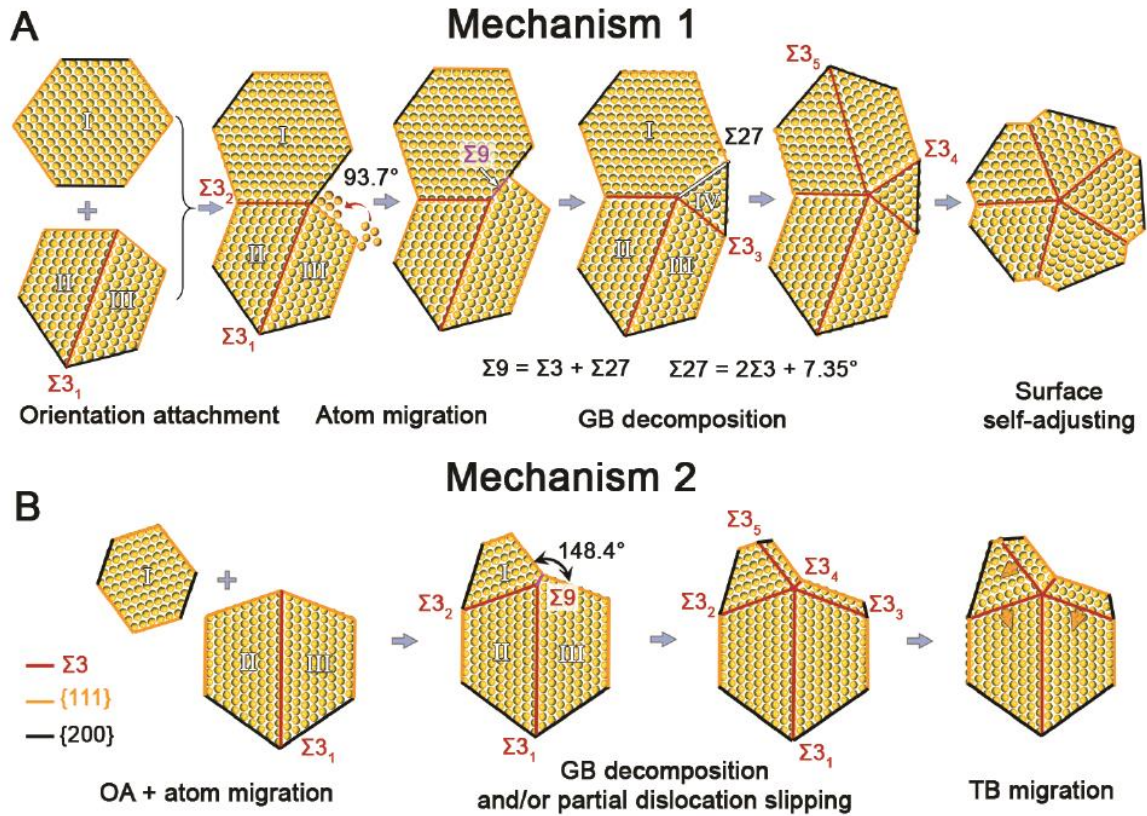 A
Mechanism 1
I
+
II
III
Σ3₁
Σ3₂
I
93.7°
II
III
Σ3₁
Σ9
I
Σ27
IV
II
III
Σ3₃
Σ3₅
Σ3₄
Σ9 = Σ3 + Σ27
Σ27 = 2Σ3 + 7.35°
Orientation attachment
Atom migration
GB decomposition
Surface
self-adjusting
B
Mechanism 2
I
+
II
III
Σ3₁
Σ3
{111}
{200}
I
148.4°
Σ3₂
Σ9
II
III
Σ3₁
Σ3₅
Σ3₄
Σ3₂
Σ3₃
Σ3₁
OA + atom migration
GB decomposition
and/or partial dislocation slipping
TB migration